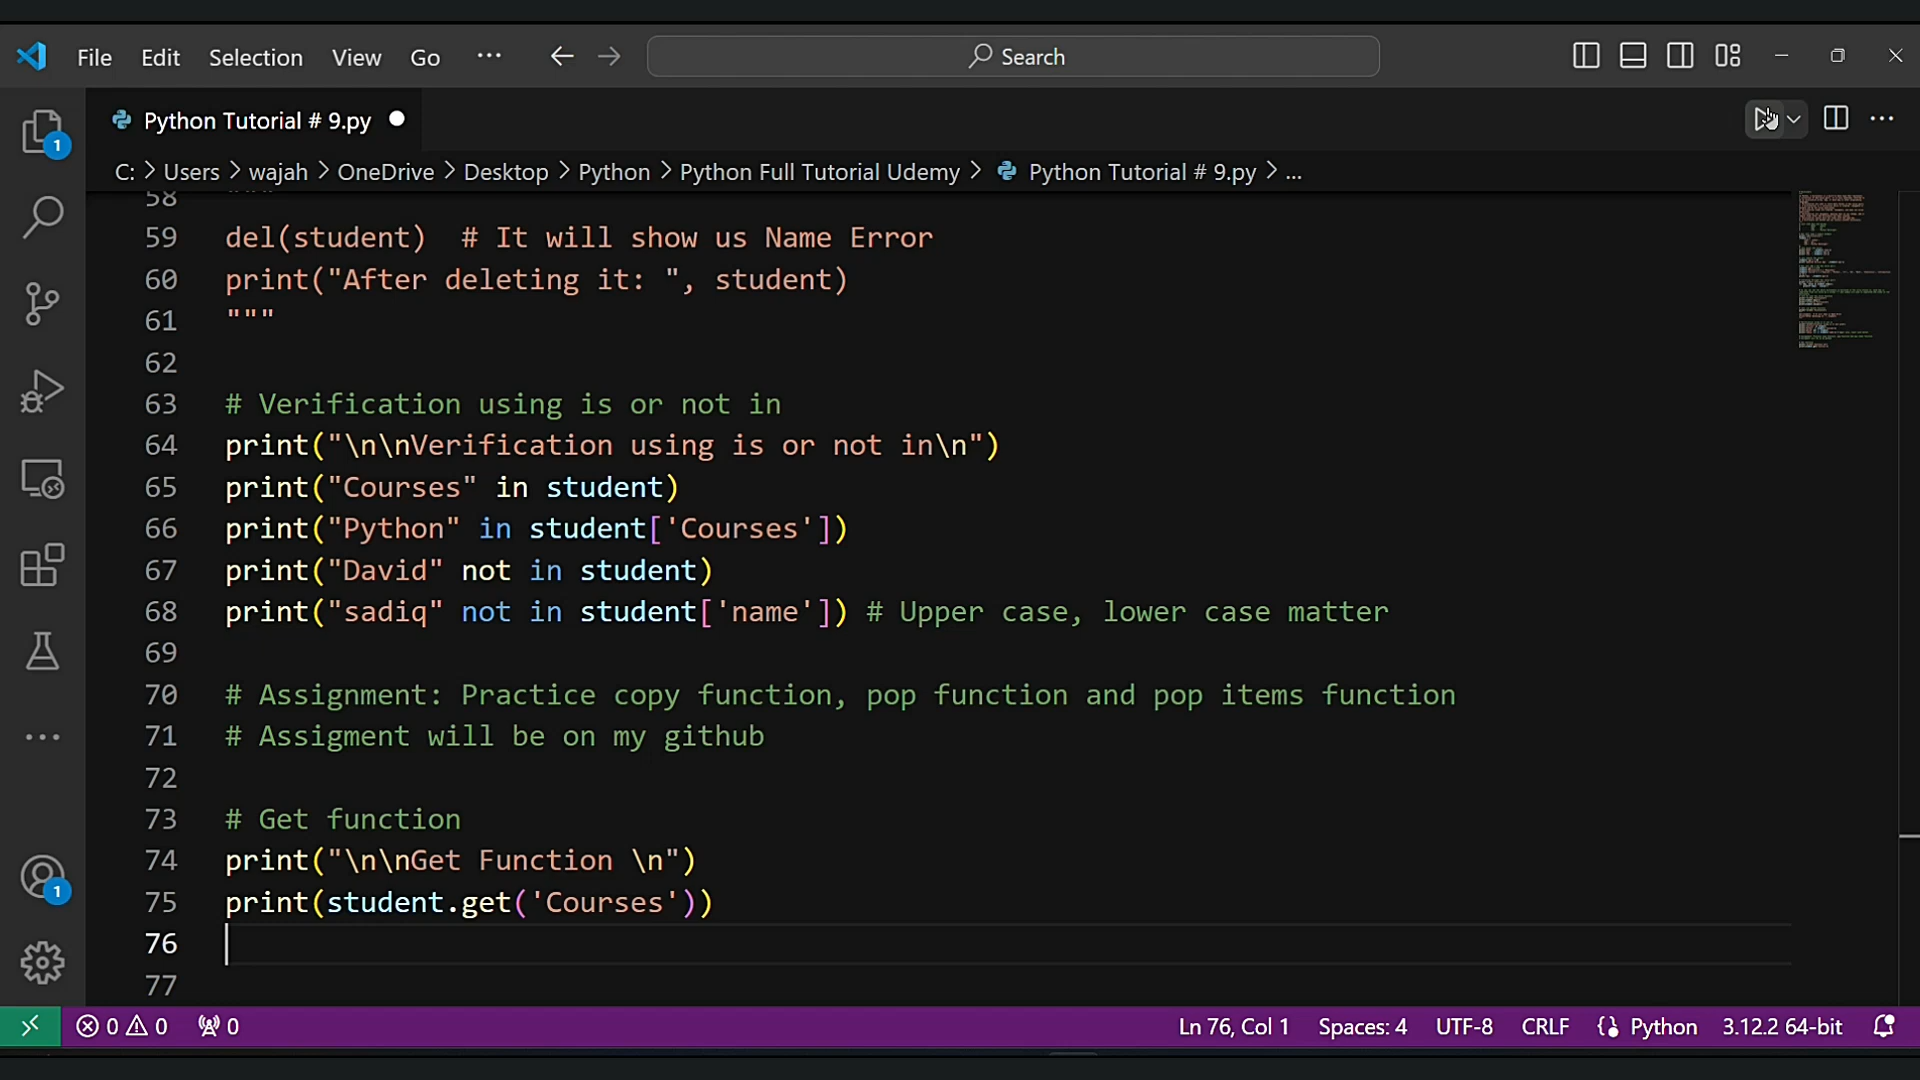 File Edit Selection View Go ··· Search
Python Tutorial # 9.py
C: > Users > wajah > OneDrive > Desktop > Python > Python Full Tutorial Udemy > Python Tutorial # 9.py > ...
58 """
59 del(student)  # It will show us Name Error
60 print("After deleting it: ", student)
61 """
62
63 # Verification using is or not in
64 print("\n\nVerification using is or not in\n")
65 print("Courses" in student)
66 print("Python" in student['Courses'])
67 print("David" not in student)
68 print("sadiq" not in student['name']) # Upper case, lower case matter
69
70 # Assignment: Practice copy function, pop function and pop items function
71 # Assigment will be on my github
72
73 # Get function
74 print("\n\nGet Function \n")
75 print(student.get('Courses'))
76
77
1
1
0 0 0 Ln 76, Col 1 Spaces: 4 UTF-8 CRLF Python 3.12.2 64-bit